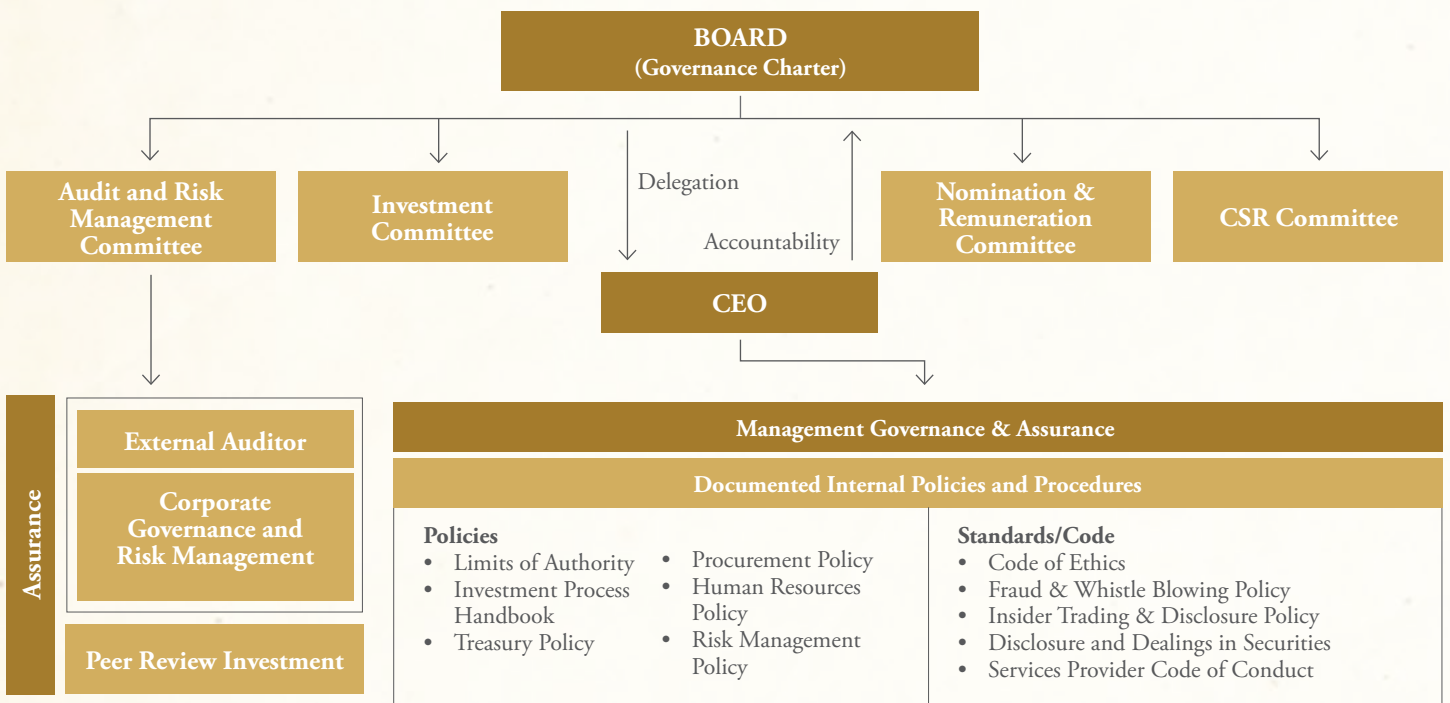 BOARD
(Governance Charter)
Audit and Risk
Management
Committee
Investment
Committee
Delegation
Accountability
Nomination &
Remuneration
Committee
CSR Committee
CEO
Assurance
External Auditor
Corporate
Governance and
Risk Management
Peer Review Investment
Management Governance & Assurance
Documented Internal Policies and Procedures
Policies
• Limits of Authority
• Investment Process
Handbook
• Treasury Policy
• Procurement Policy
• Human Resources
Policy
• Risk Management
Policy
Standards/Code
• Code of Ethics
• Fraud & Whistle Blowing Policy
• Insider Trading & Disclosure Policy
• Disclosure and Dealings in Securities
• Services Provider Code of Conduct